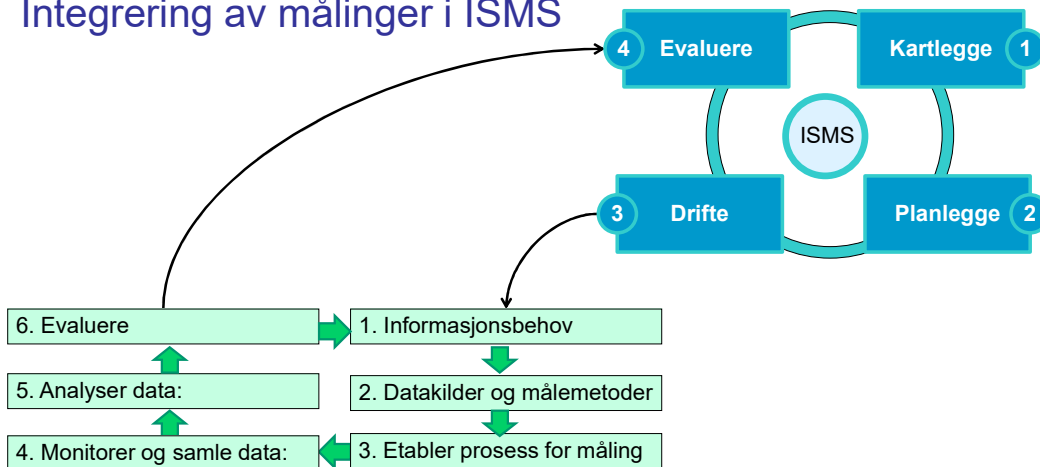 Integrering av målinger i ISMS
4 Evaluere
Kartlegge 1
ISMS
3 Drifte
Planlegge 2
6. Evaluere
1. Informasjonsbehov
5. Analyser data:
2. Datakilder og målemetoder
4. Monitorer og samle data:
3. Etabler prosess for måling